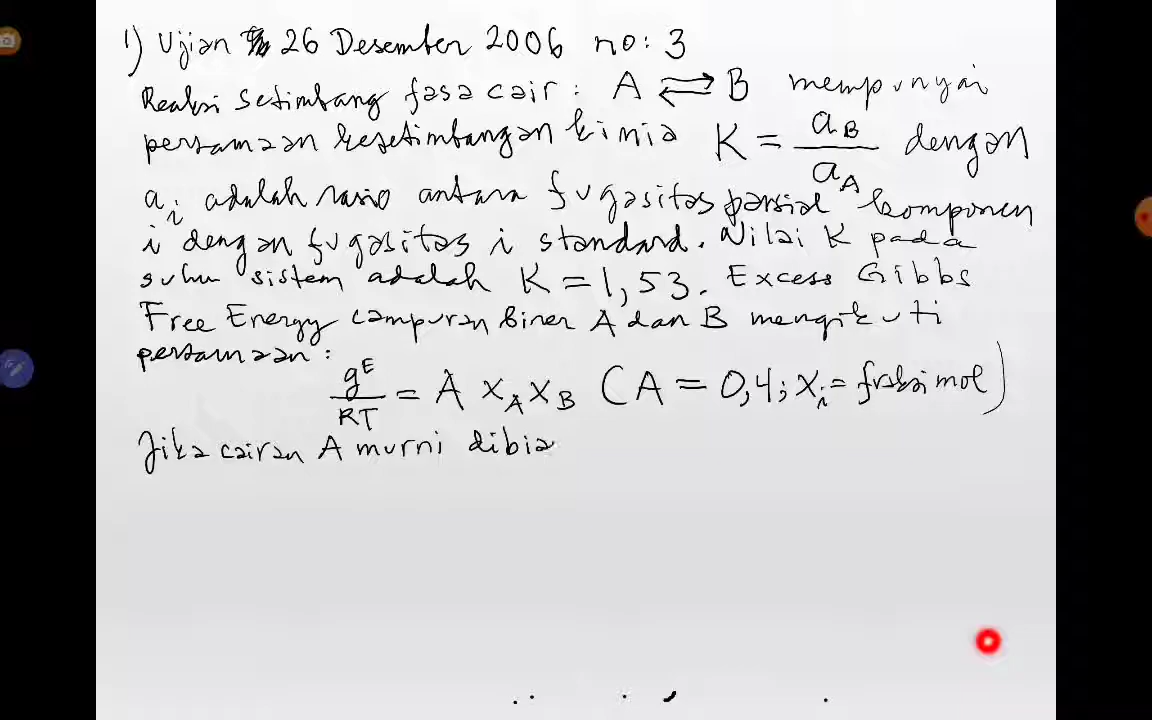 1) Ujian 26 Desember 2006 no: 3
Reaksi setimbang fasa cair : A ⇄ B mempunyai
persamaan kesetimbangan kimia K = a_B / a_A dengan
a_i adalah rasio antara fugasitas parsial komponen
i dengan fugasitas i standard. Nilai K pada
suhu sistem adalah K = 1,53. Excess Gibbs
Free Energy campuran biner A dan B mengikuti
persamaan :
g^E / RT = A x_A x_B (A = 0,4; x_i = fraksi mol)
Jika cairan A murni dibia